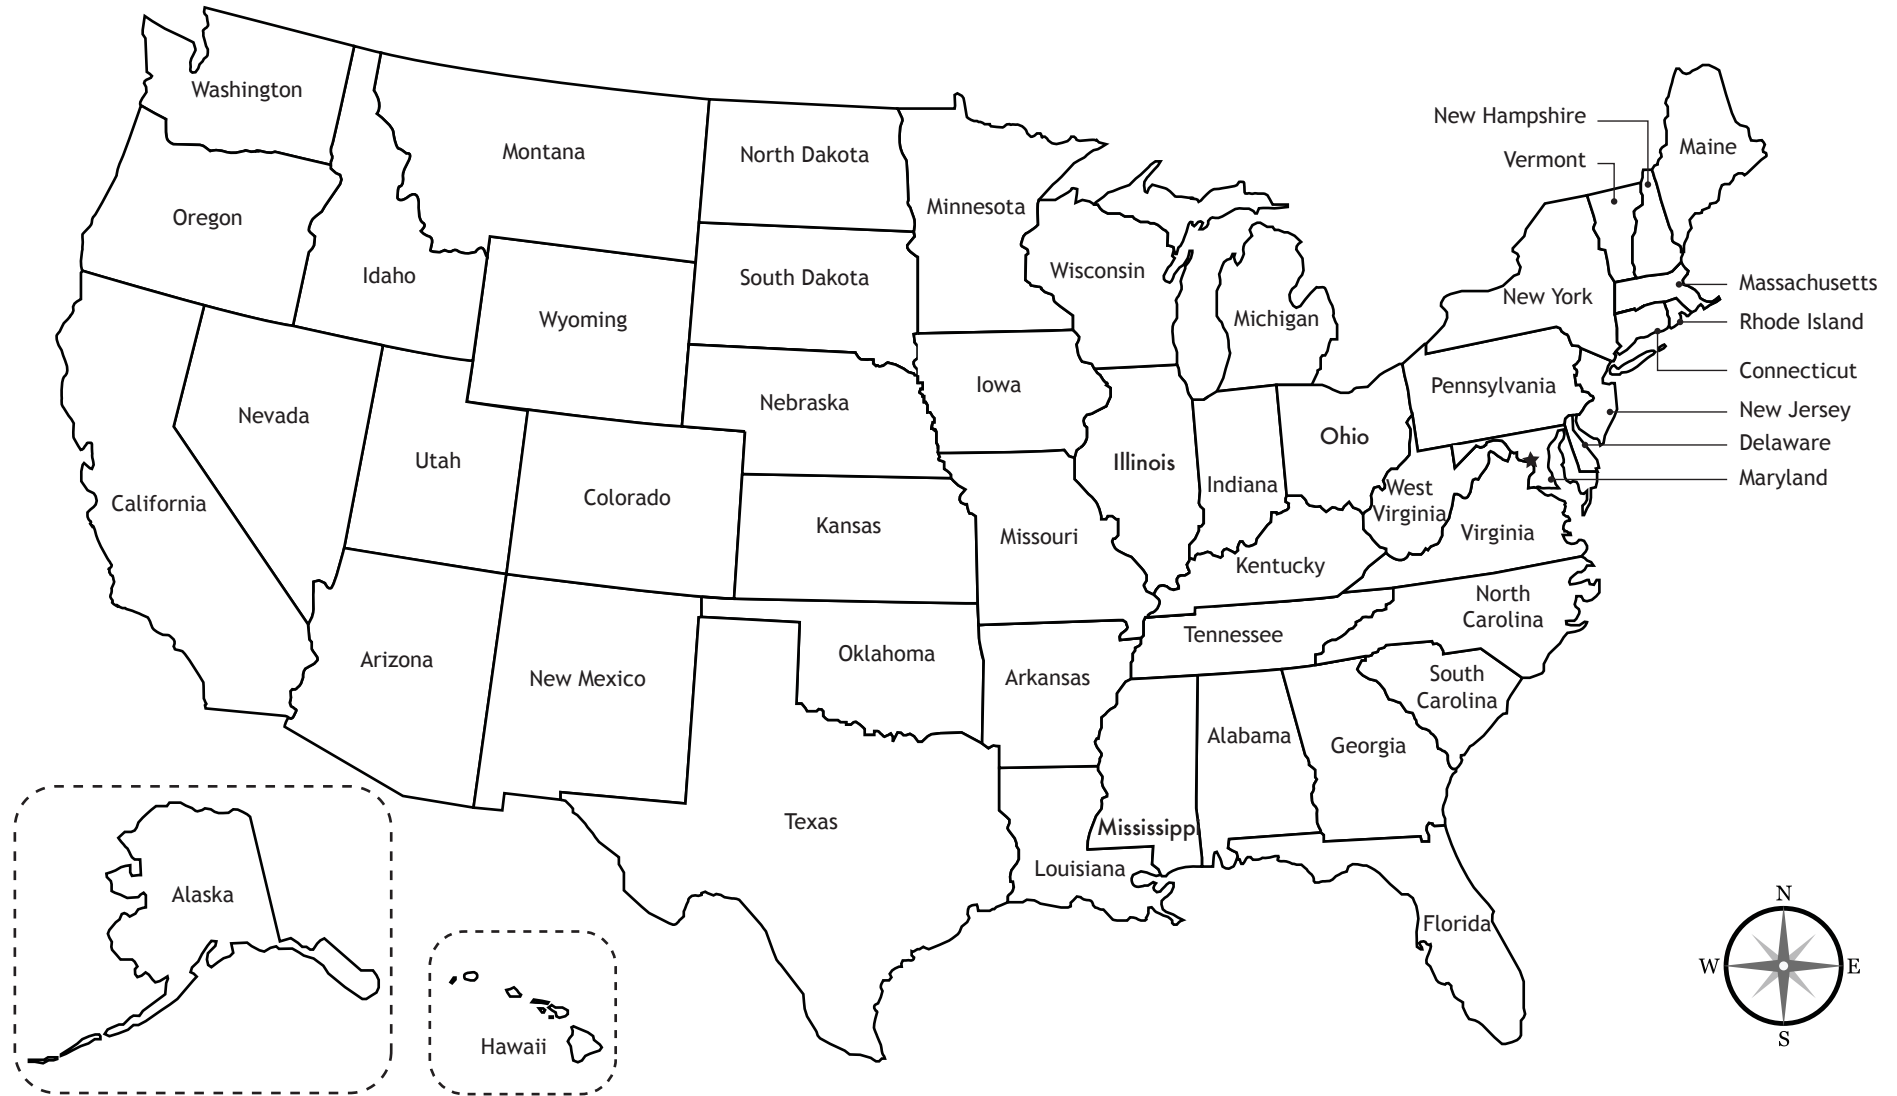 New Hampshire
Vermont
Maine
Washington
Montana
North Dakota
Minnesota
Oregon
Idaho
South Dakota
Wisconsin
Wyoming
Michigan
New York
Massachusetts
Rhode Island
Connecticut
New Jersey
Delaware
Maryland
Pennsylvania
Iowa
Nebraska
Nevada
Utah
Colorado
California
Illinois
Indiana
Ohio
West
Virginia
Virginia
Kansas
Missouri
Kentucky
North
Carolina
Tennessee
South
Carolina
Arizona
New Mexico
Oklahoma
Arkansas
Alabama
Georgia
Texas
Mississipp
Louisiana
Florida
Alaska
Hawaii
N
W
E
S